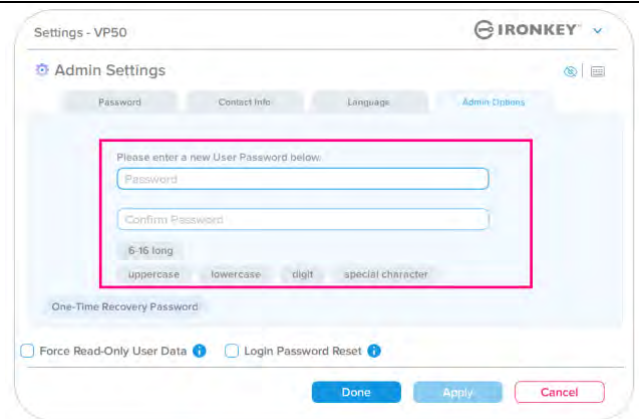 Settings - VP50
IRONKEY
Admin Settings
Password Contact Info Language Admin Options
Please enter a new User Password below:
Password
Confirm Password
6-16 long
uppercase lowercase digit special character
One-Time Recovery Password
Force Read-Only User Data Login Password Reset
Done Apply Cancel